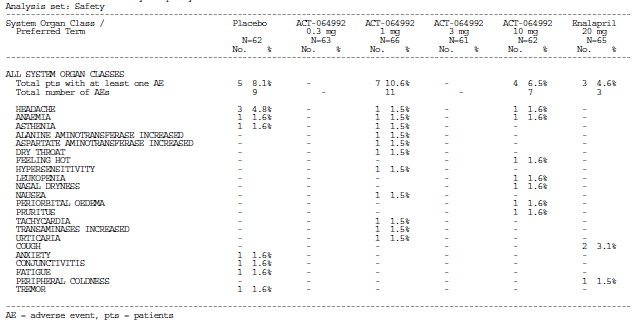 Analysis set: Safety
System Organ Class / Placebo ACT-064992 ACT-064992 ACT-064992 ACT-064992 Enalapril
Preferred Term 0.3 mg 1 mg 3 mg 10 mg 20 mg
N=62 N=63 N=66 N=61 N=62 N=65
No. % No. % No. % No. % No. % No. %
ALL SYSTEM ORGAN CLASSES
Total pts with at least one AE 5 8.1% - 7 10.6% - 4 6.5% 3 4.6%
Total number of AEs 9 - 11 - 7 3
HEADACHE 3 4.8% - 1 1.5% - 1 1.6% -
ANAEMIA 1 1.6% - 1 1.5% - 1 1.6% -
ASTHENIA 1 1.6% - 1 1.5% - - -
ALANINE AMINOTRANSFERASE INCREASED - - 1 1.5% - - -
ASPARTATE AMINOTRANSFERASE INCREASED - - 1 1.5% - - -
DRY THROAT - - 1 1.5% - - -
FEELING HOT - - - - 1 1.6% -
HYPERSENSITIVITY - - 1 1.5% - - -
LEUKOPENIA - - - - 1 1.6% -
NASAL DRYNESS - - - - 1 1.6% -
NAUSEA - - 1 1.5% - - -
PERIORBITAL OEDEMA - - - - 1 1.6% -
PRURITUS - - - - 1 1.6% -
TACHYCARDIA - - 1 1.5% - - -
TRANSAMINASES INCREASED - - 1 1.5% - - -
URTICARIA - - 1 1.5% - - -
COUGH - - - - - 2 3.1%
ANXIETY 1 1.6% - - - - -
CONJUNCTIVITIS 1 1.6% - - - - -
FATIGUE 1 1.6% - - - - -
PERIPHERAL COLDNESS - - - - - 1 1.5%
TREMOR 1 1.6% - - - - -
AE = adverse event, pts = patients